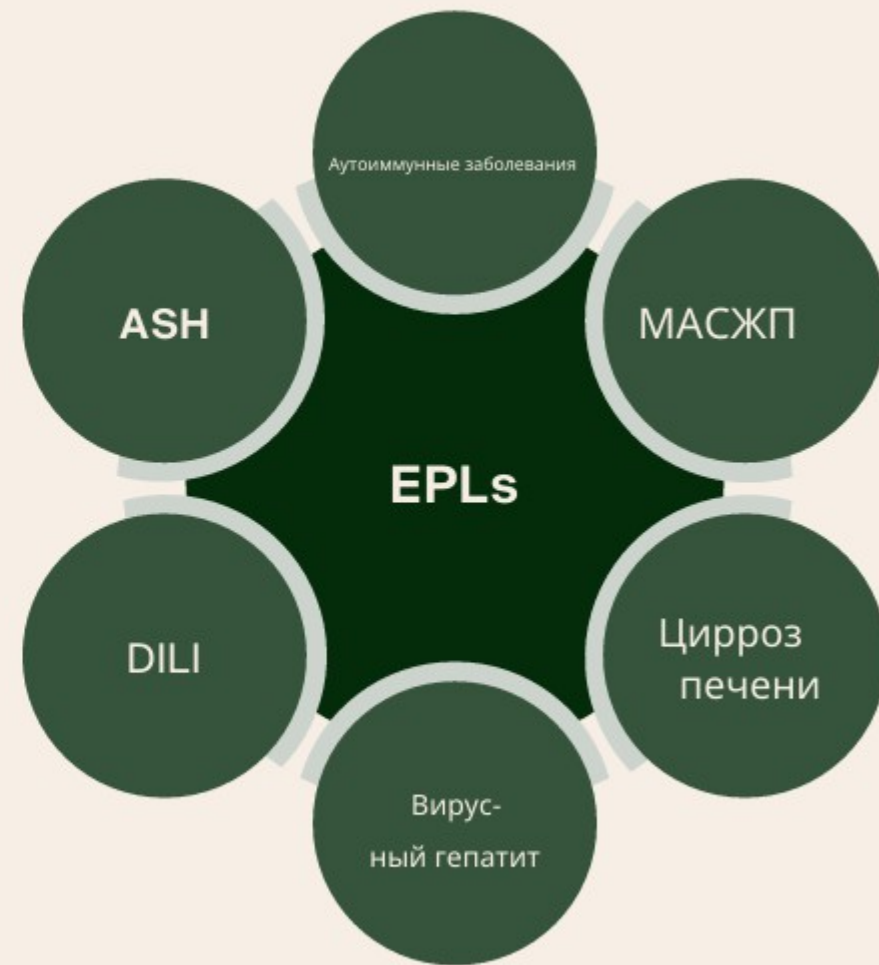 Аутоиммунные заболевания
ASH
МАСЖП
EPLs
DILI
Цирроз
печени
Вирус-
ный гепатит